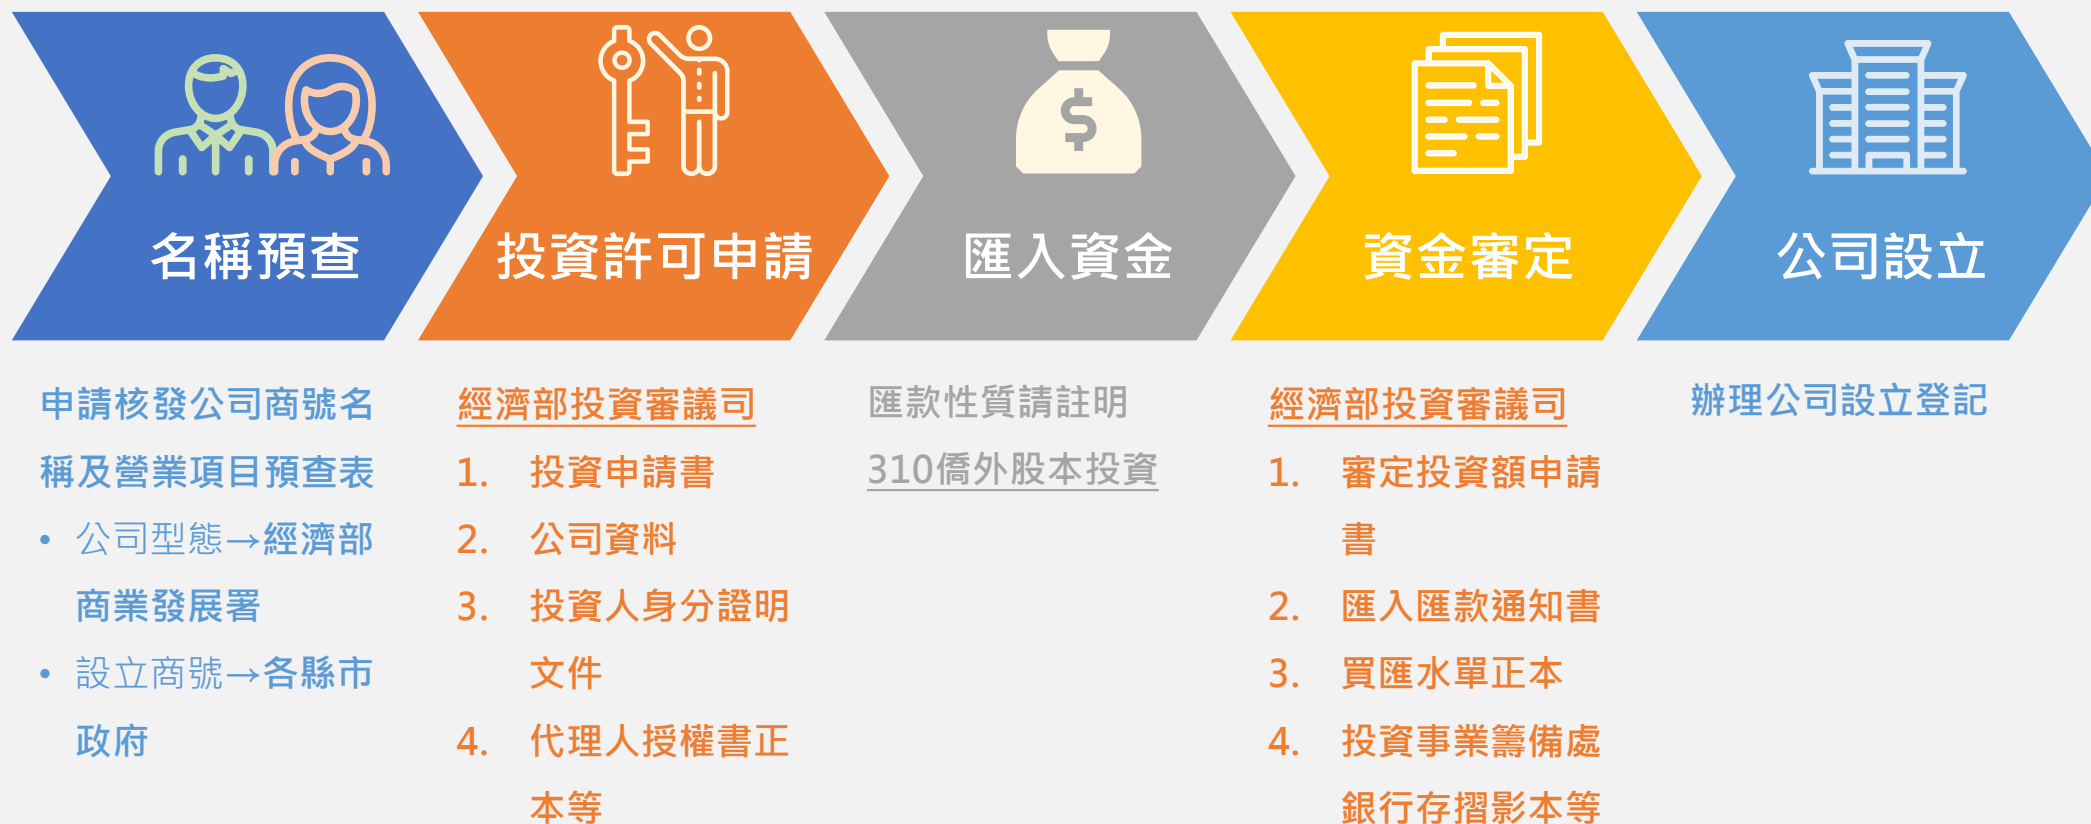 名稱預查
投資許可申請
匯入資金
資金審定
公司設立
申請核發公司商號名
稱及營業項目預查表
• 公司型態→經濟部
商業發展署
• 設立商號→各縣市
政府
經濟部投資審議司
1. 投資申請書
2. 公司資料
3. 投資人身分證明
文件
4. 代理人授權書正
本等
匯款性質請註明
310僑外股本投資
經濟部投資審議司
1. 審定投資額申請
書
2. 匯入匯款通知書
3. 買匯水單正本
4. 投資事業籌備處
銀行存摺影本等
辦理公司設立登記
$